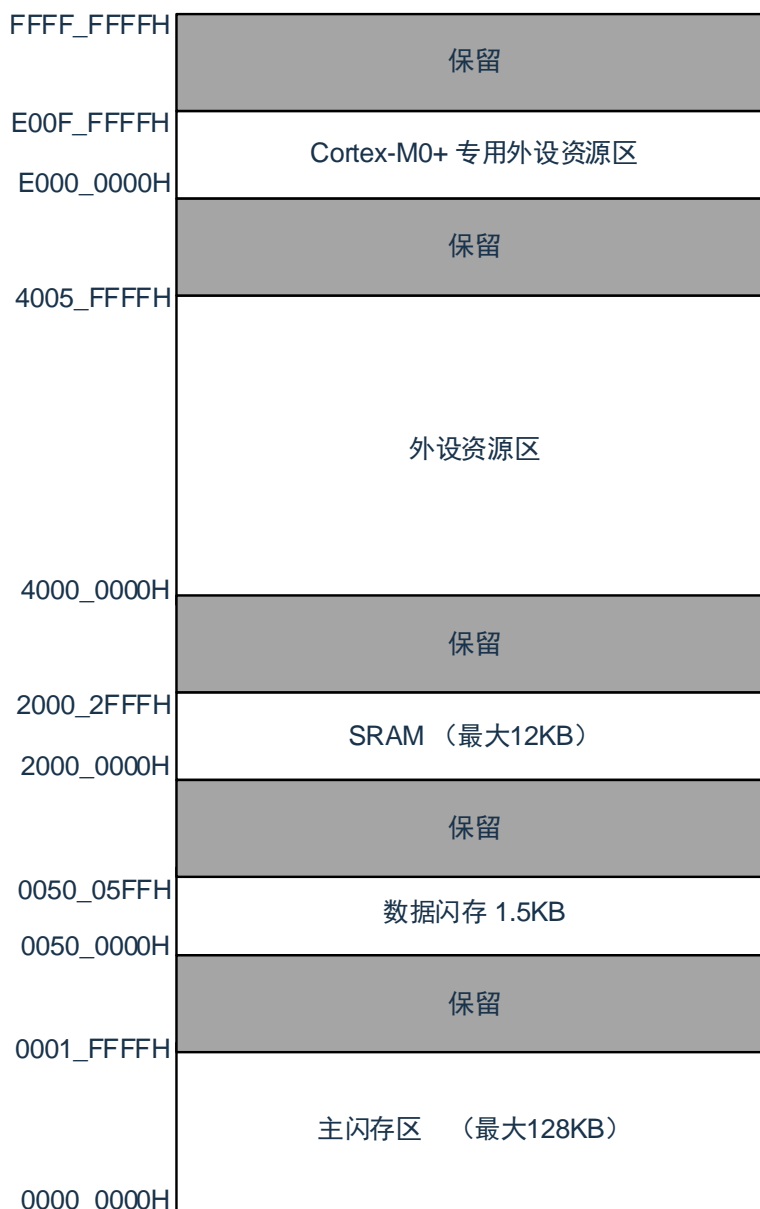 FFFF_FFFFH
保留
E00F_FFFFH
Cortex-M0+ 专用外设资源区
E000_0000H
保留
4005_FFFFH
外设资源区
4000_0000H
保留
2000_2FFFH
SRAM （最大12KB）
2000_0000H
保留
0050_05FFH
数据闪存 1.5KB
0050_0000H
保留
0001_FFFFH
主闪存区 （最大128KB）
0000_0000H